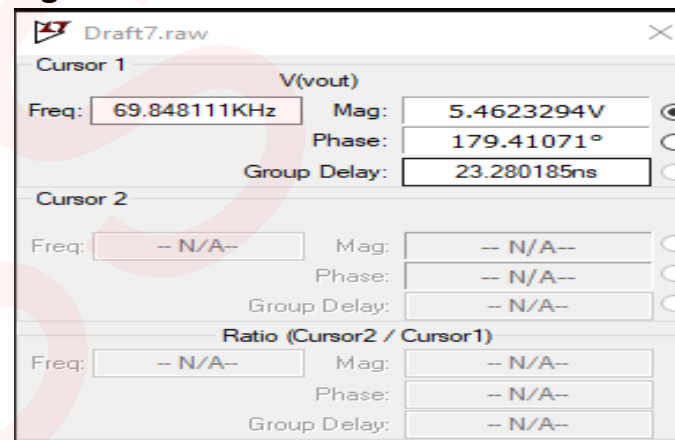 Draft7.raw
Cursor 1
V(vout)
Freq: 69.848111KHz Mag: 5.4623294V
Phase: 179.41071°
Group Delay: 23.280185ns
Cursor 2
Freq: -- N/A-- Mag: -- N/A--
Phase: -- N/A--
Group Delay: -- N/A--
Ratio (Cursor2 / Cursor1)
Freq: -- N/A-- Mag: -- N/A--
Phase: -- N/A--
Group Delay: -- N/A--